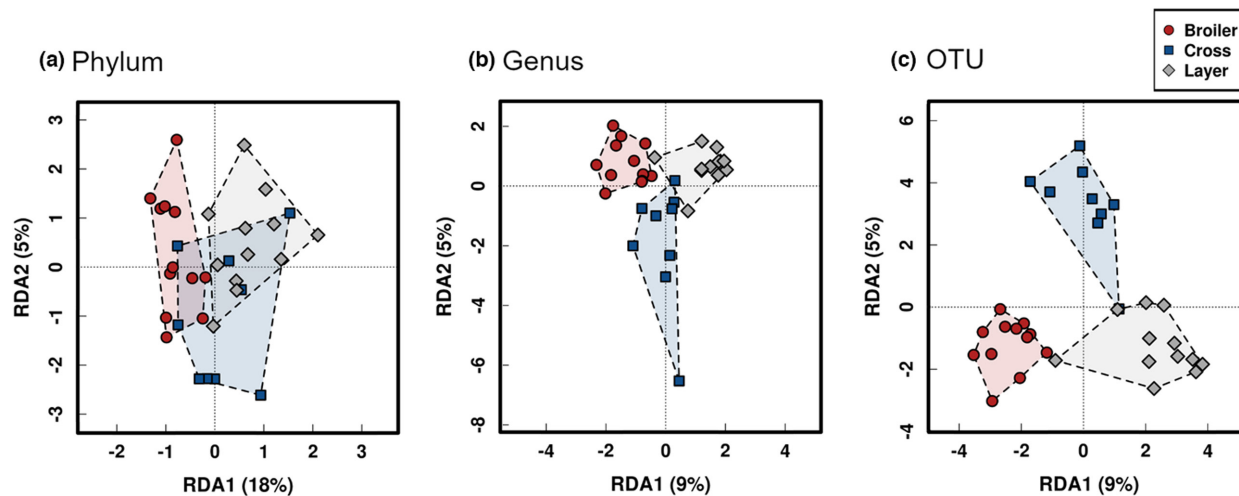 Broiler
Cross
Layer
(a) Phylum
(b) Genus
(c) OTU
RDA2 (5%)
3
2
1
0
-1
-2
-3
-2
-1
0
1
2
3
RDA1 (18%)
RDA2 (5%)
2
0
-2
-4
-6
-8
-4
-2
0
2
4
RDA1 (9%)
RDA2 (5%)
6
4
2
0
-2
-4
-4
-2
0
2
4
RDA1 (9%)